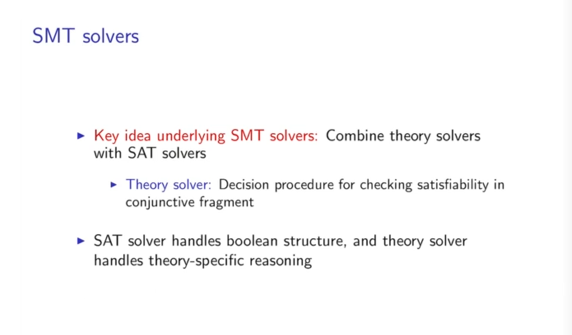 SMT solvers
Key idea underlying SMT solvers: Combine theory solvers
with SAT solvers
Theory solver: Decision procedure for checking satisfiability in
conjunctive fragment
SAT solver handles boolean structure, and theory solver
handles theory-specific reasoning